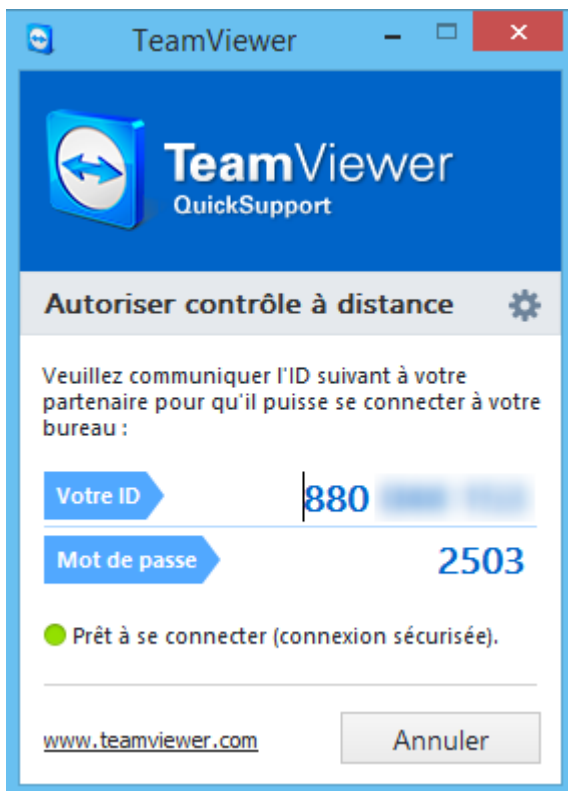 TeamViewer
TeamViewer
QuickSupport
Autoriser contrôle à distance
Veuillez communiquer l'ID suivant à votre
partenaire pour qu'il puisse se connecter à votre
bureau :
Votre ID 880
Mot de passe 2503
Prêt à se connecter (connexion sécurisée).
www.teamviewer.com Annuler